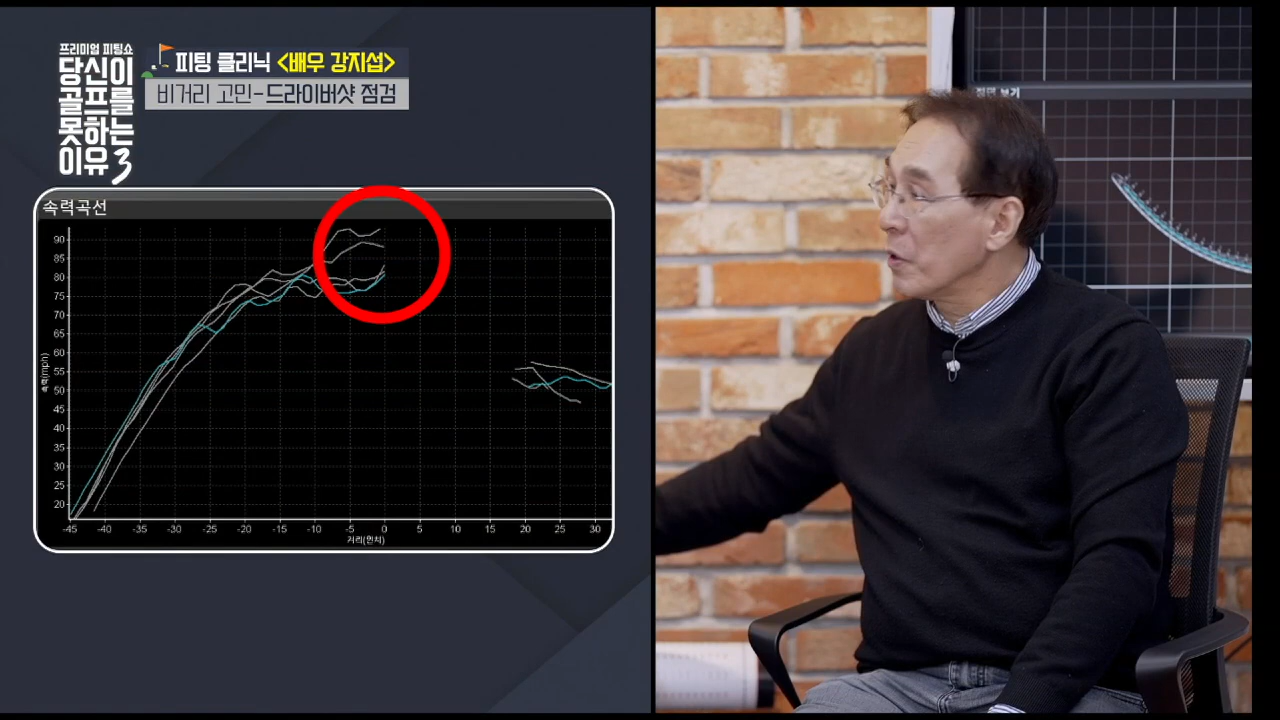 프리미엄 피팅쇼
당신이
골프를
못하는
이유 3
피팅 클리닉 <배우 강지섭>
비거리 고민-드라이버샷 점검
속력곡선
90
85
80
75
70
65
60
55
50
45
40
35
30
25
20
속력(mph)
-45 -40 -35 -30 -25 -20 -15 -10 -5 0 5 10 15 20 25 30
거리(인치)
보기